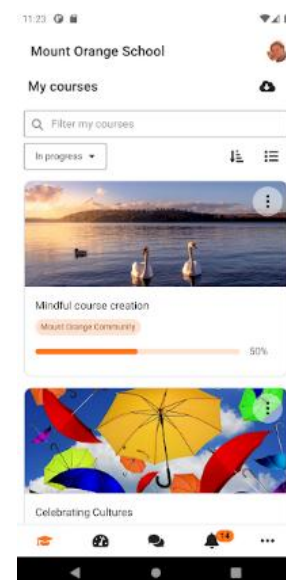 11:23
Mount Orange School
My courses
Filter my courses
In progress
Mindful course creation
Mount Orange Community
50%
Celebrating Cultures
14